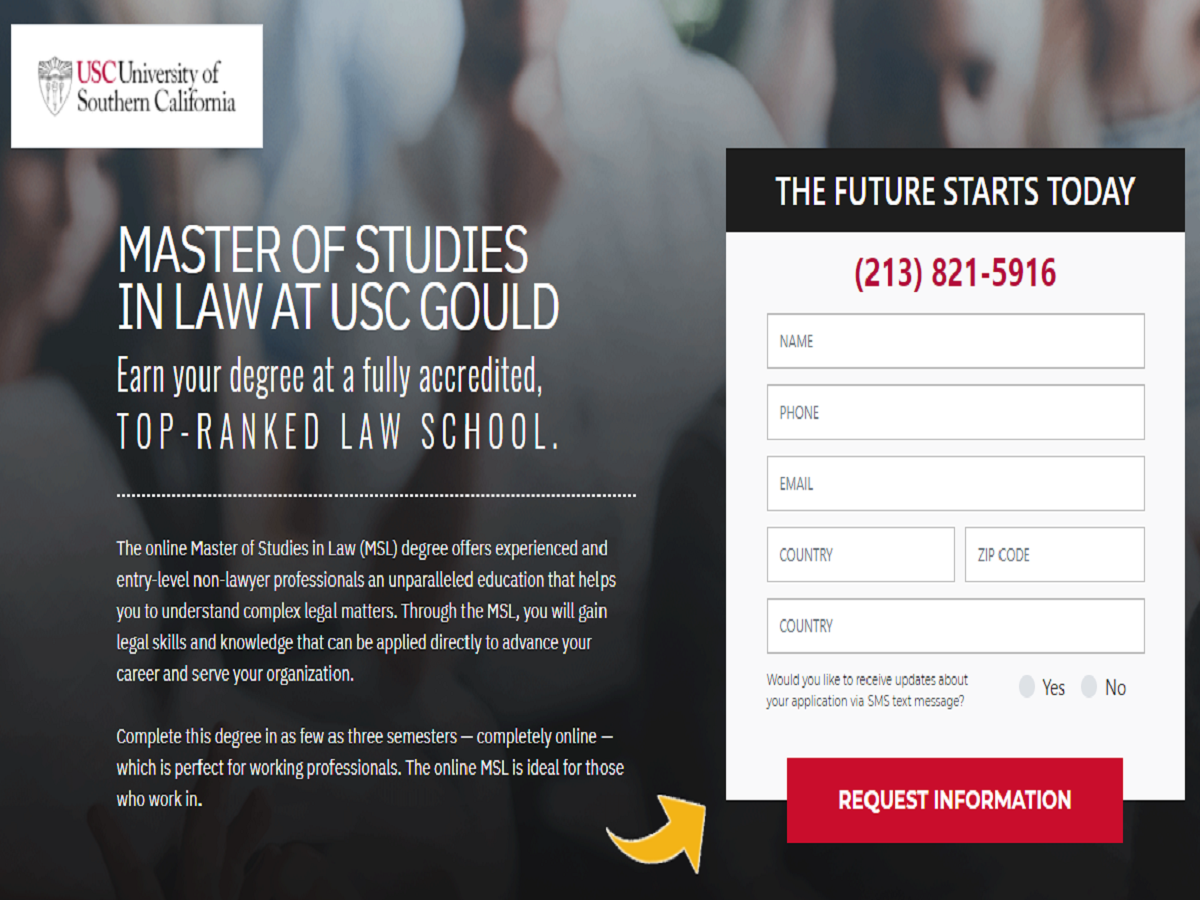 USC University of
Southern California
MASTER OF STUDIES
IN LAW AT USC GOULD
Earn your degree at a fully accredited,
TOP-RANKED LAW SCHOOL.
The online Master of Studies in Law (MSL) degree offers experienced and
entry-level non-lawyer professionals an unparalleled education that helps
you to understand complex legal matters. Through the MSL, you will gain
legal skills and knowledge that can be applied directly to advance your
career and serve your organization.
Complete this degree in as few as three semesters — completely online —
which is perfect for working professionals. The online MSL is ideal for those
who work in.
THE FUTURE STARTS TODAY
(213) 821-5916
NAME
PHONE
EMAIL
COUNTRY ZIP CODE
COUNTRY
Would you like to receive updates about
your application via SMS text message? Yes No
REQUEST INFORMATION